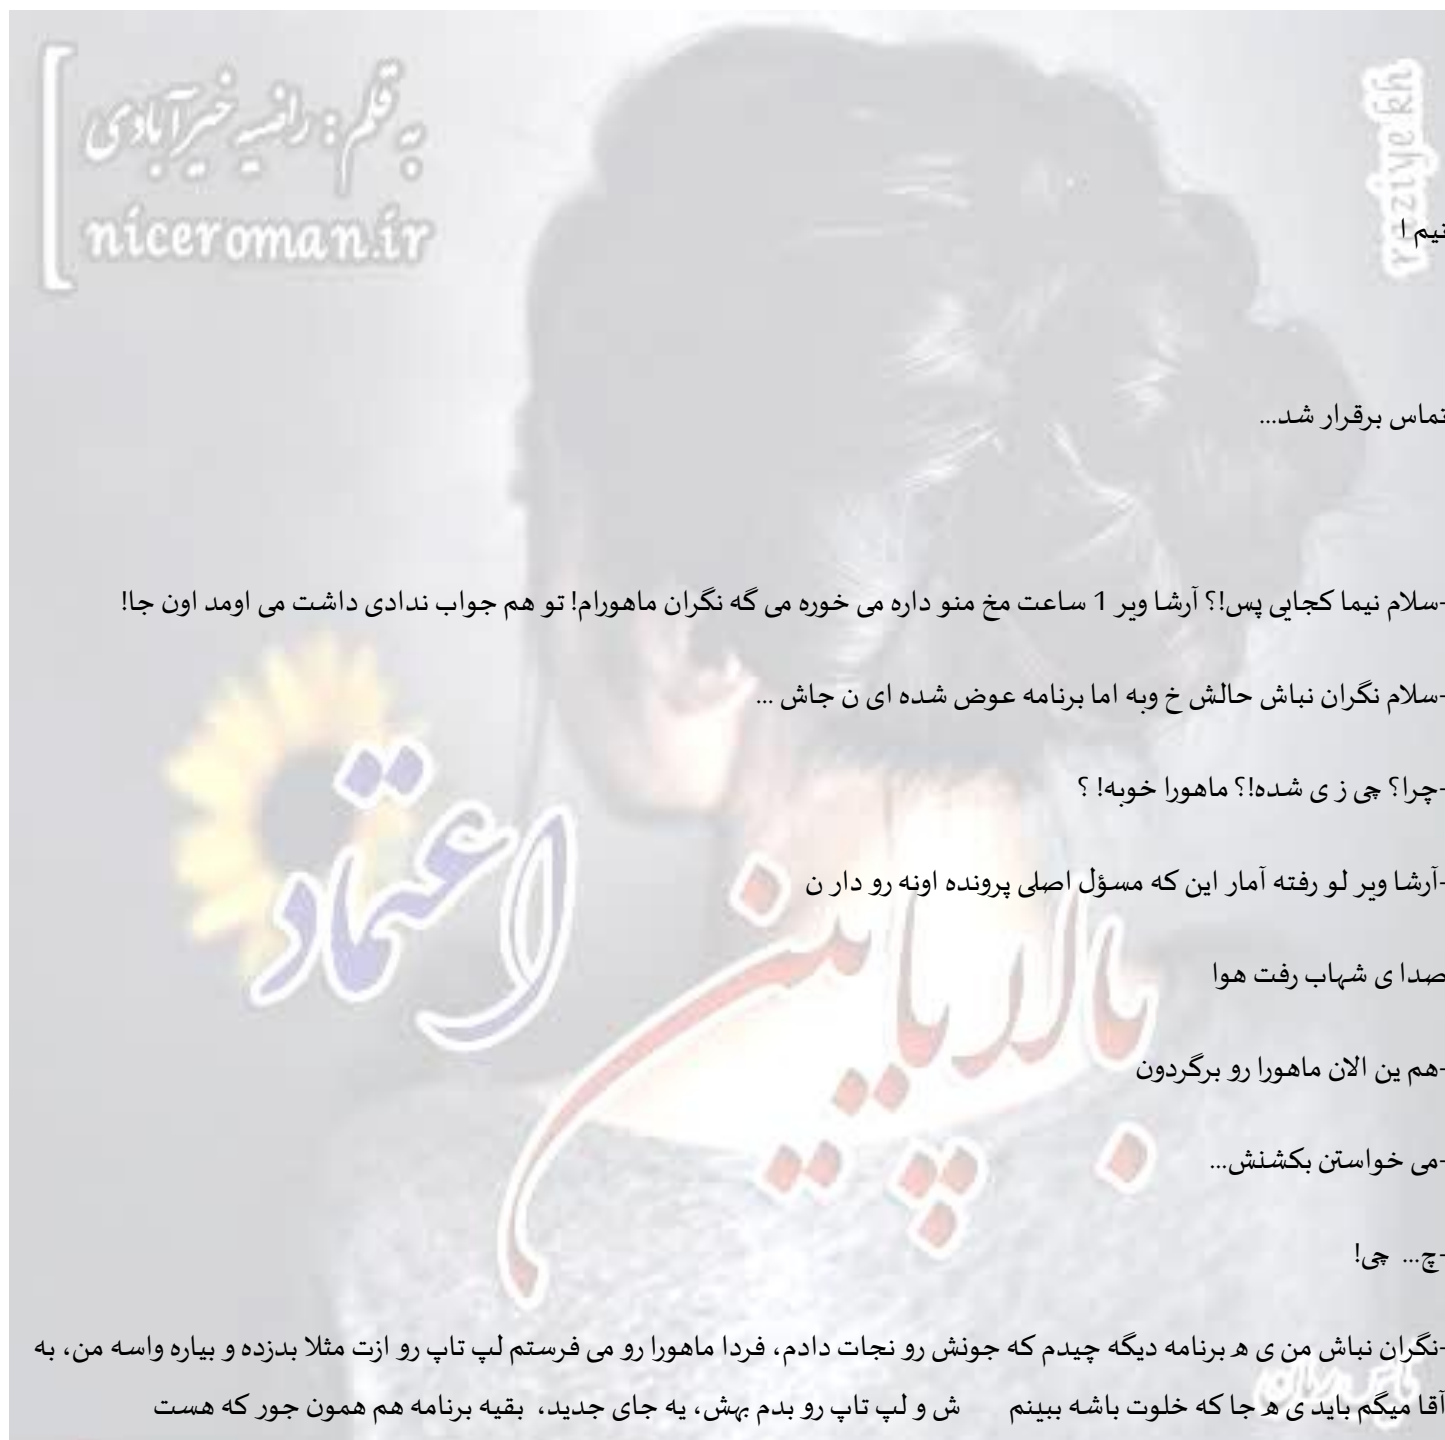 به قلم: راضیه خیرآبادی
niceroman.ir
raziye kh
نیم ا
تماس برقرار شد...
-سلام نیما کجایی پس!؟ آرشا ویر 1 ساعت مخ منو داره می خوره می گه نگران ماهورام! تو هم جواب ندادی داشت می اومد اون جا!
-سلام نگران نباش حالش خ وبه اما برنامه عوض شده ای ن جاش ...
-چرا؟ چی ز ی شده!؟ ماهورا خوبه! ؟
-آرشا ویر لو رفته آمار این که مسؤل اصلی پرونده اونه رو دار ن
اعتماد
صدا ی شهاب رفت هوا
بالا پایین
-هم ین الان ماهورا رو برگردون
-می خواستن بکشنش...
-چ... چی!
-نگران نباش من ی ه برنامه دیگه چیدم که جونش رو نجات دادم، فردا ماهورا رو می فرستم لپ تاپ رو ازت مثلا بدزده و بیاره واسه من، به
آقا میگم باید ی ه جا که خلوت باشه ببینم ش و لپ تاپ رو بدم بهش، یه جای جدید، بقیه برنامه هم همون جور که هست